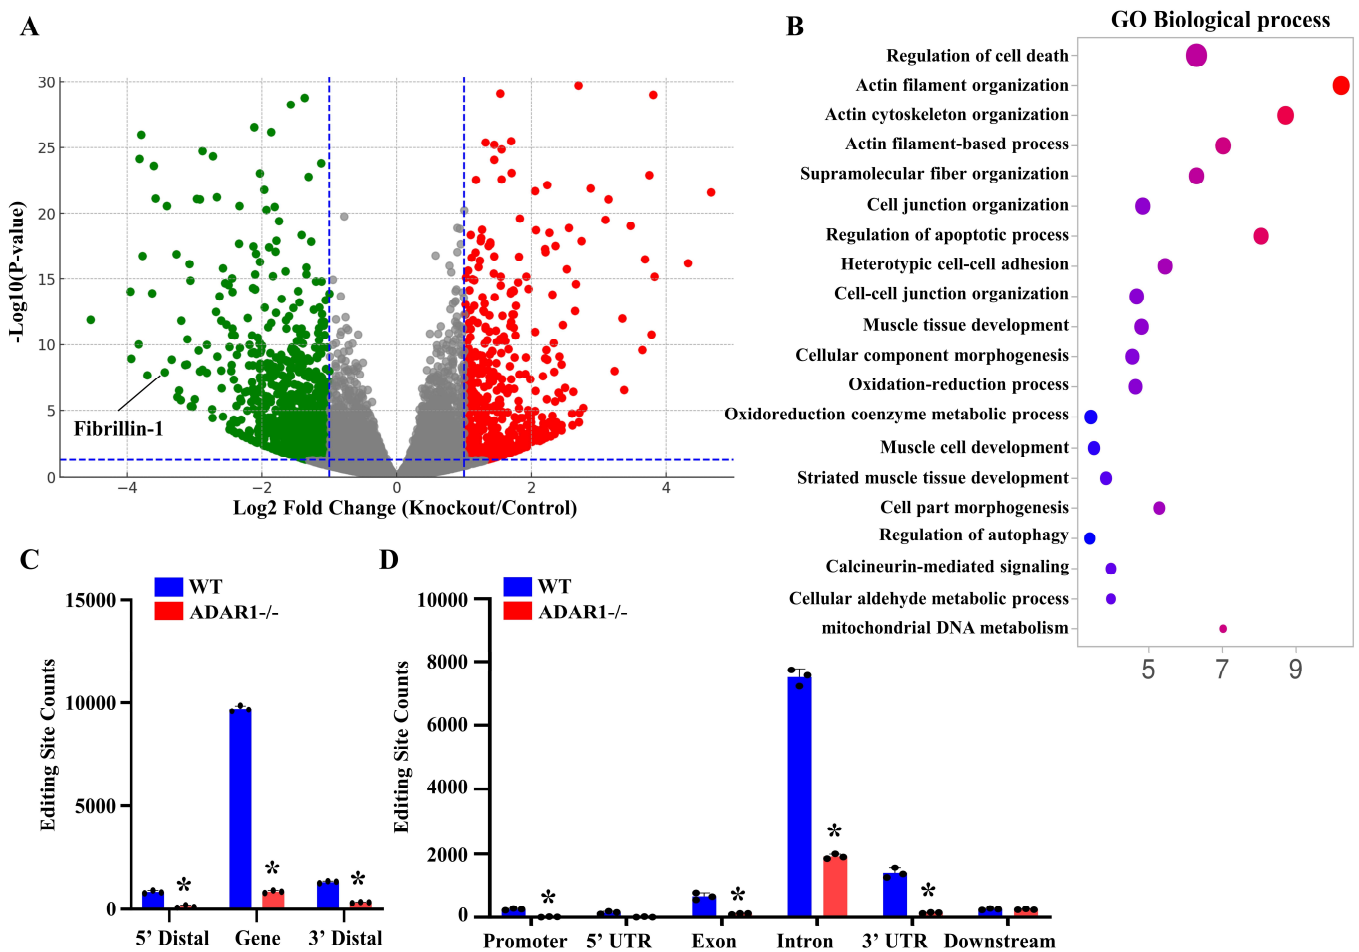 A
30
25
20
15
10
5
0
-Log10(P-value)
Fibrillin-1
−4
−2
0
2
4
Log2 Fold Change (Knockout/Control)
B
GO Biological process
Regulation of cell death
Actin filament organization
Actin cytoskeleton organization
Actin filament-based process
Supramolecular fiber organization
Cell junction organization
Regulation of apoptotic process
Heterotypic cell-cell adhesion
Cell-cell junction organization
Muscle tissue development
Cellular component morphogenesis
Oxidation-reduction process
Oxidoreduction coenzyme metabolic process
Muscle cell development
Striated muscle tissue development
Cell part morphogenesis
Regulation of autophagy
Calcineurin-mediated signaling
Cellular aldehyde metabolic process
mitochondrial DNA metabolism
5
7
9
C
WT
ADAR1-/-
15000
10000
5000
0
Editing Site Counts
*
*
*
5’ Distal
Gene
3’ Distal
D
WT
ADAR1-/-
10000
8000
6000
4000
2000
0
Editing Site Counts
*
*
*
*
Promoter
5’ UTR
Exon
Intron
3’ UTR
Downstream